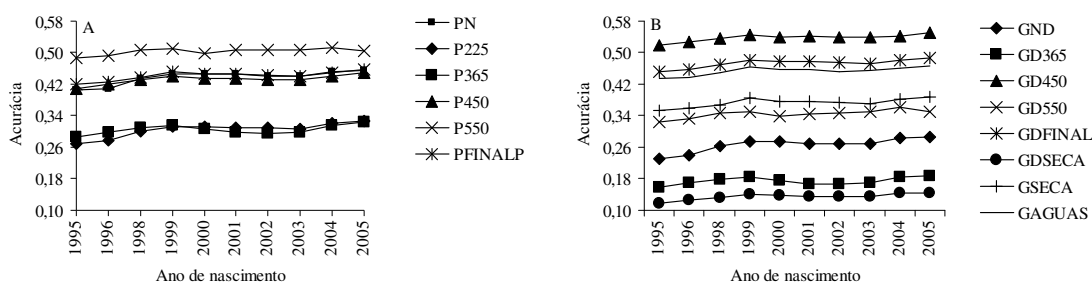 A
Acurácia
0,58
0,50
0,42
0,34
0,26
0,18
0,10
1995
1996
1998
1999
2000
2001
2002
2003
2004
2005
Ano de nascimento
PN
P225
P365
P450
P550
PFINALP
B
Acurácia
0,58
0,50
0,42
0,34
0,26
0,18
0,10
1995
1996
1998
1999
2000
2001
2002
2003
2004
2005
Ano de nascimento
GND
GD365
GD450
GD550
GDFINAL
GDSECA
GSECA
GAGUAS